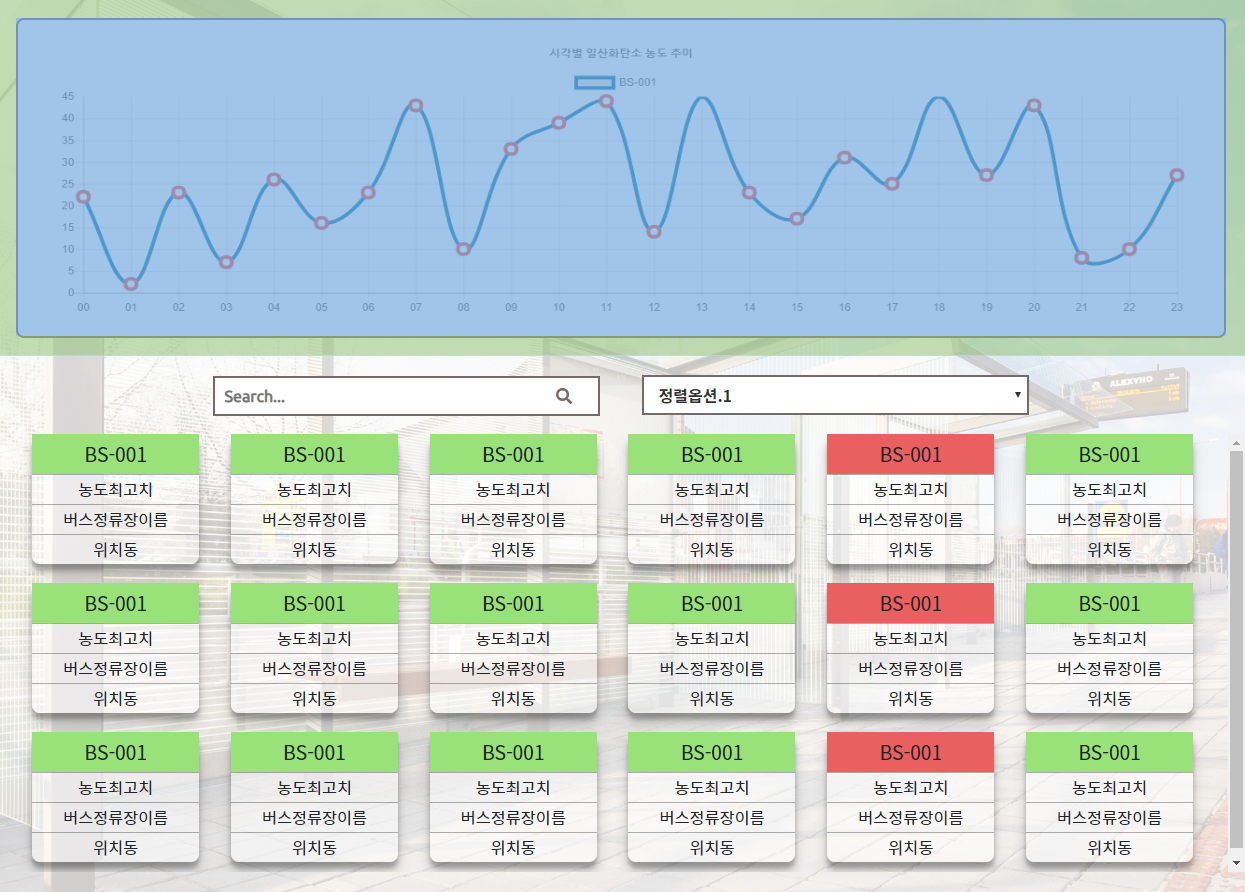 시각별 일산화탄소 농도 추이
BS-001
45
40
35
30
25
20
15
10
5
0
00 01 02 03 04 05 06 07 08 09 10 11 12 13 14 15 16 17 18 19 20 21 22 23
Search...
정렬옵션.1
ALEXYHO
BS-001 BS-001 BS-001 BS-001 BS-001 BS-001
농도최고치 농도최고치 농도최고치 농도최고치 농도최고치 농도최고치
버스정류장이름 버스정류장이름 버스정류장이름 버스정류장이름 버스정류장이름 버스정류장이름
위치동 위치동 위치동 위치동 위치동 위치동
BS-001 BS-001 BS-001 BS-001 BS-001 BS-001
농도최고치 농도최고치 농도최고치 농도최고치 농도최고치 농도최고치
버스정류장이름 버스정류장이름 버스정류장이름 버스정류장이름 버스정류장이름 버스정류장이름
위치동 위치동 위치동 위치동 위치동 위치동
BS-001 BS-001 BS-001 BS-001 BS-001 BS-001
농도최고치 농도최고치 농도최고치 농도최고치 농도최고치 농도최고치
버스정류장이름 버스정류장이름 버스정류장이름 버스정류장이름 버스정류장이름 버스정류장이름
위치동 위치동 위치동 위치동 위치동 위치동